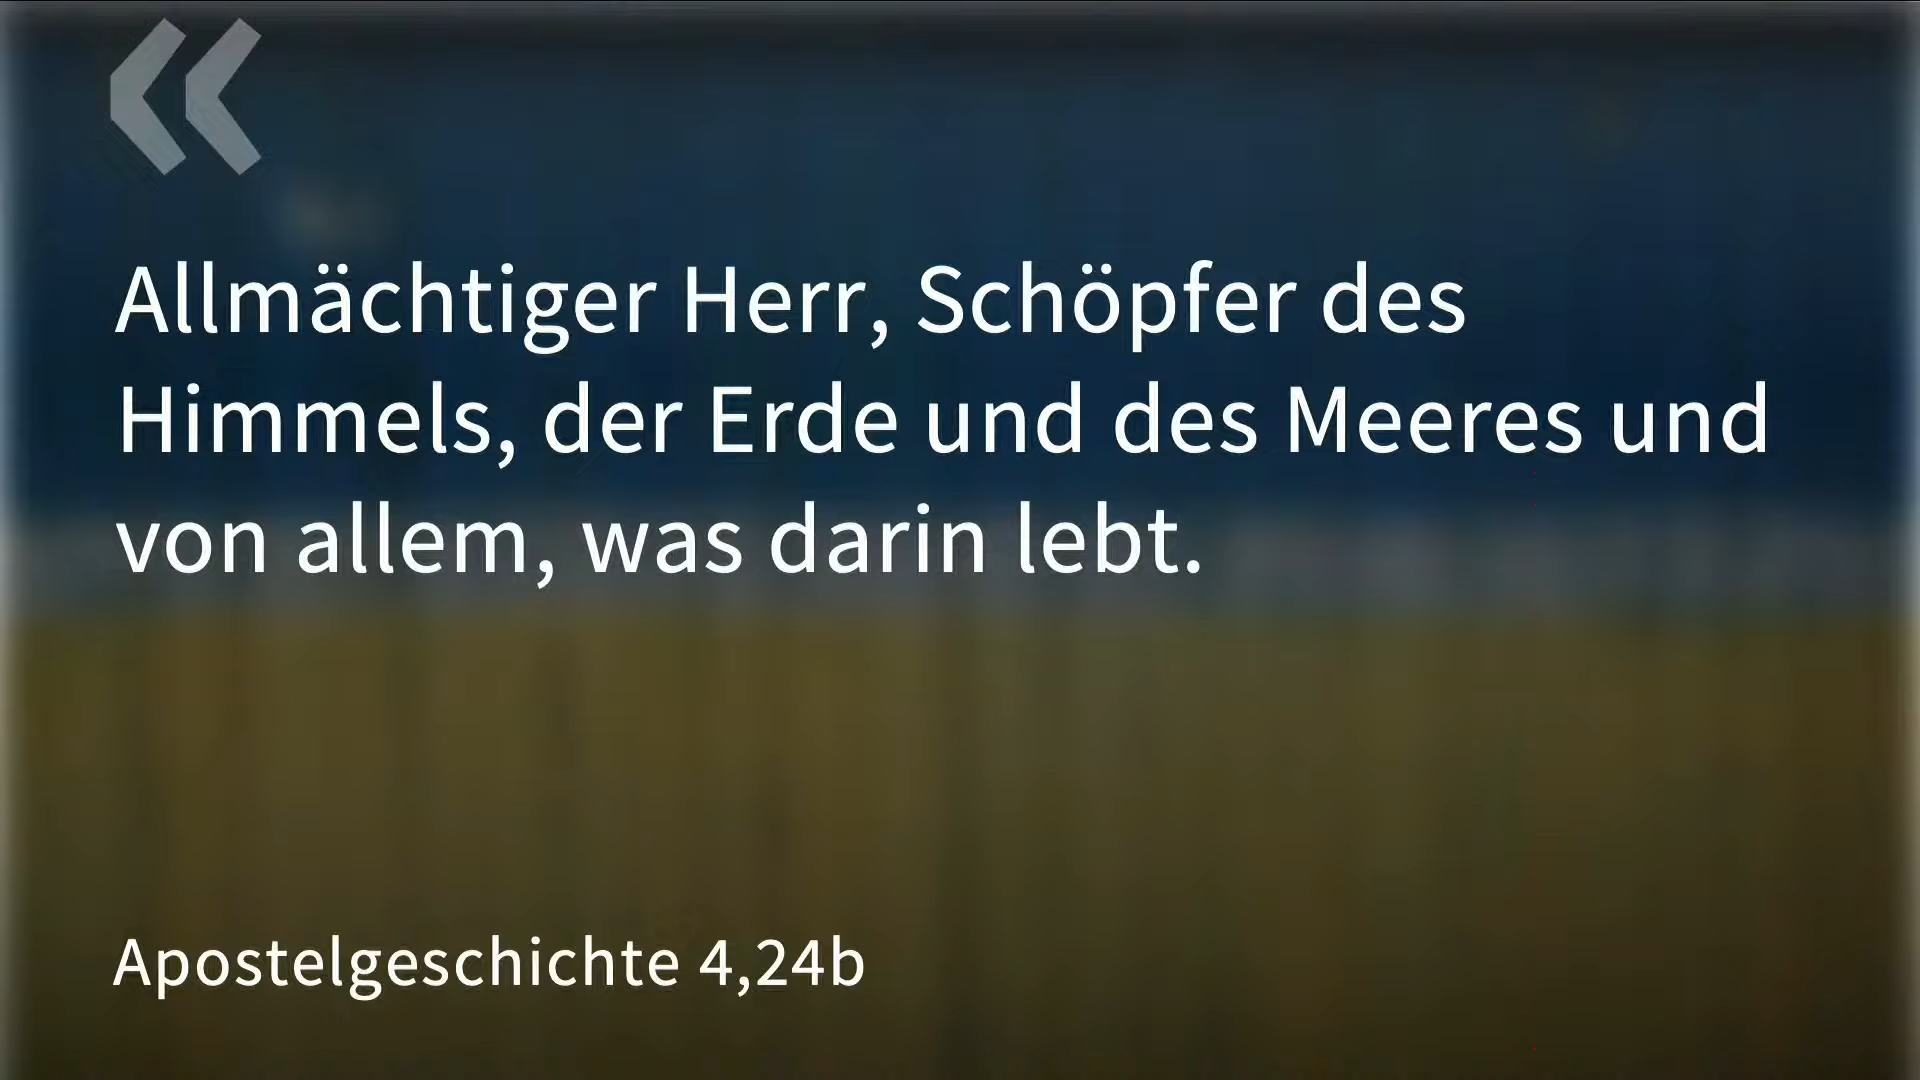 «
Allmächtiger Herr, Schöpfer des
Himmels, der Erde und des Meeres und
von allem, was darin lebt.
Apostelgeschichte 4,24b